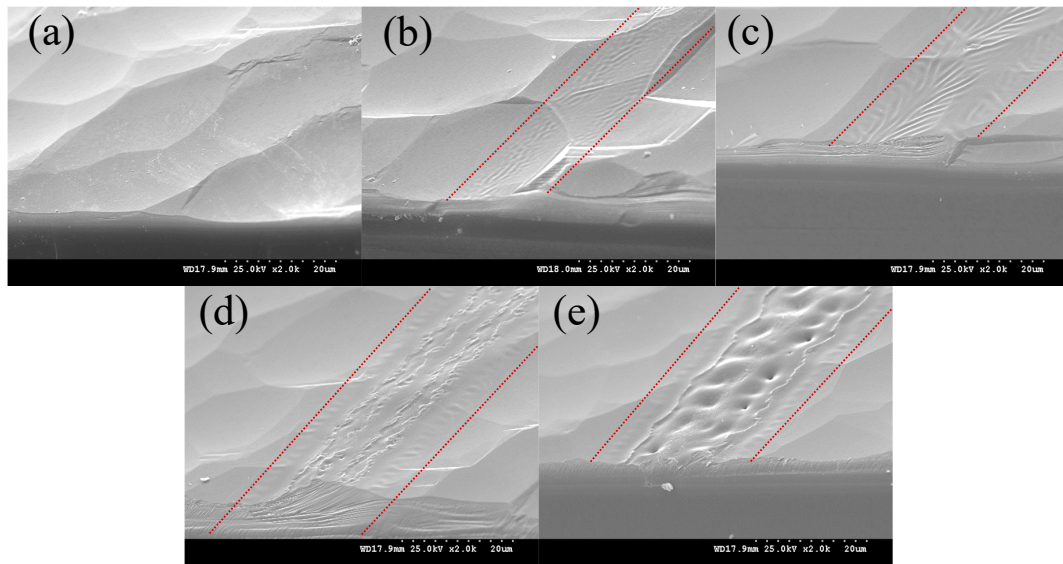 (a)
(b)
(c)
WD17.9mm 25.0kV x2.0k 20um
WD18.0mm 25.0kV x2.0k 20um
WD17.9mm 25.0kV x2.0k 20um
(d)
(e)
WD17.9mm 25.0kV x2.0k 20um
WD17.9mm 25.0kV x2.0k 20um